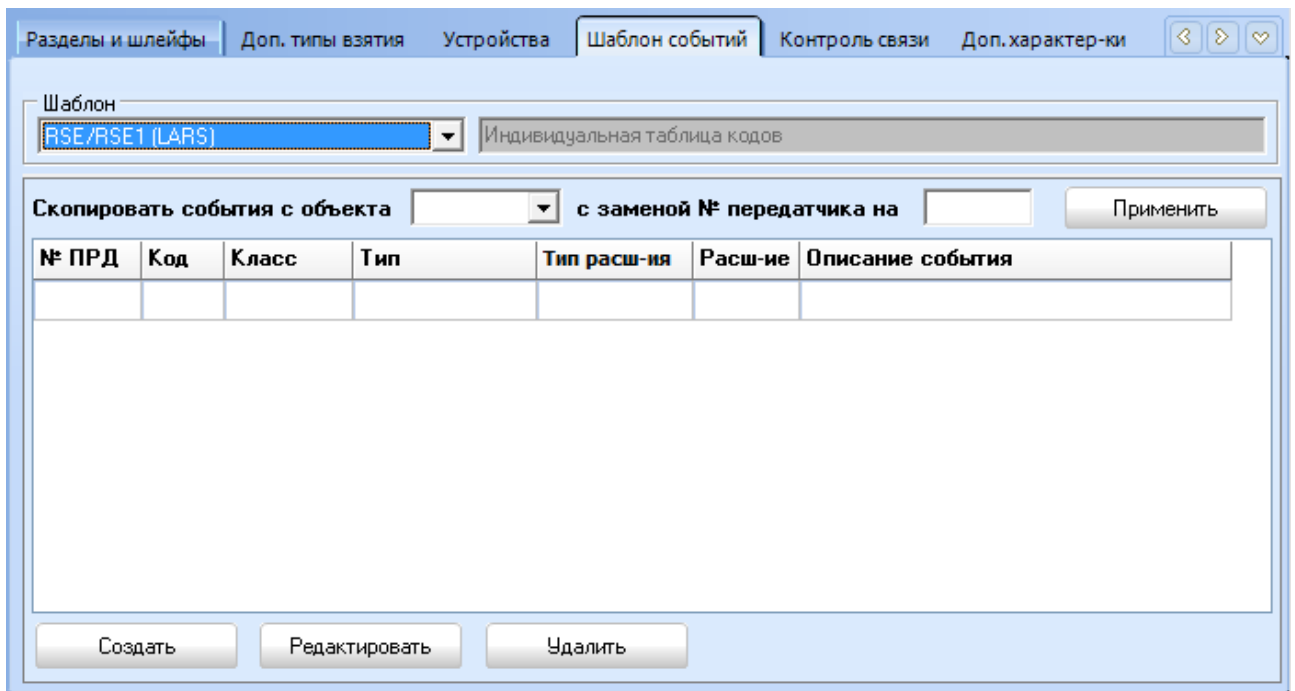 Разделы и шлейфы Доп. типы взятия Устройства Шаблон событий Контроль связи Доп. характер-ки
Шаблон
RSE/RSE1 (LARS) Индивидуальная таблица кодов
Скопировать события с объекта с заменой № передатчика на Применить
№ ПРД Код Класс Тип Тип расш-ия Расш-ие Описание события
Создать Редактировать Удалить